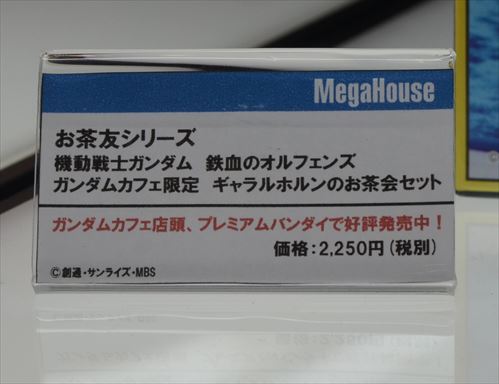 MegaHouse
お茶友シリーズ
機動戦士ガンダム 鉄血のオルフェンズ
ガンダムカフェ限定 ギャラルホルンのお茶会セット
ガンダムカフェ店頭、プレミアムバンダイで好評発売中！
価格：2,250円（税別）
©創通・サンライズ・MBS